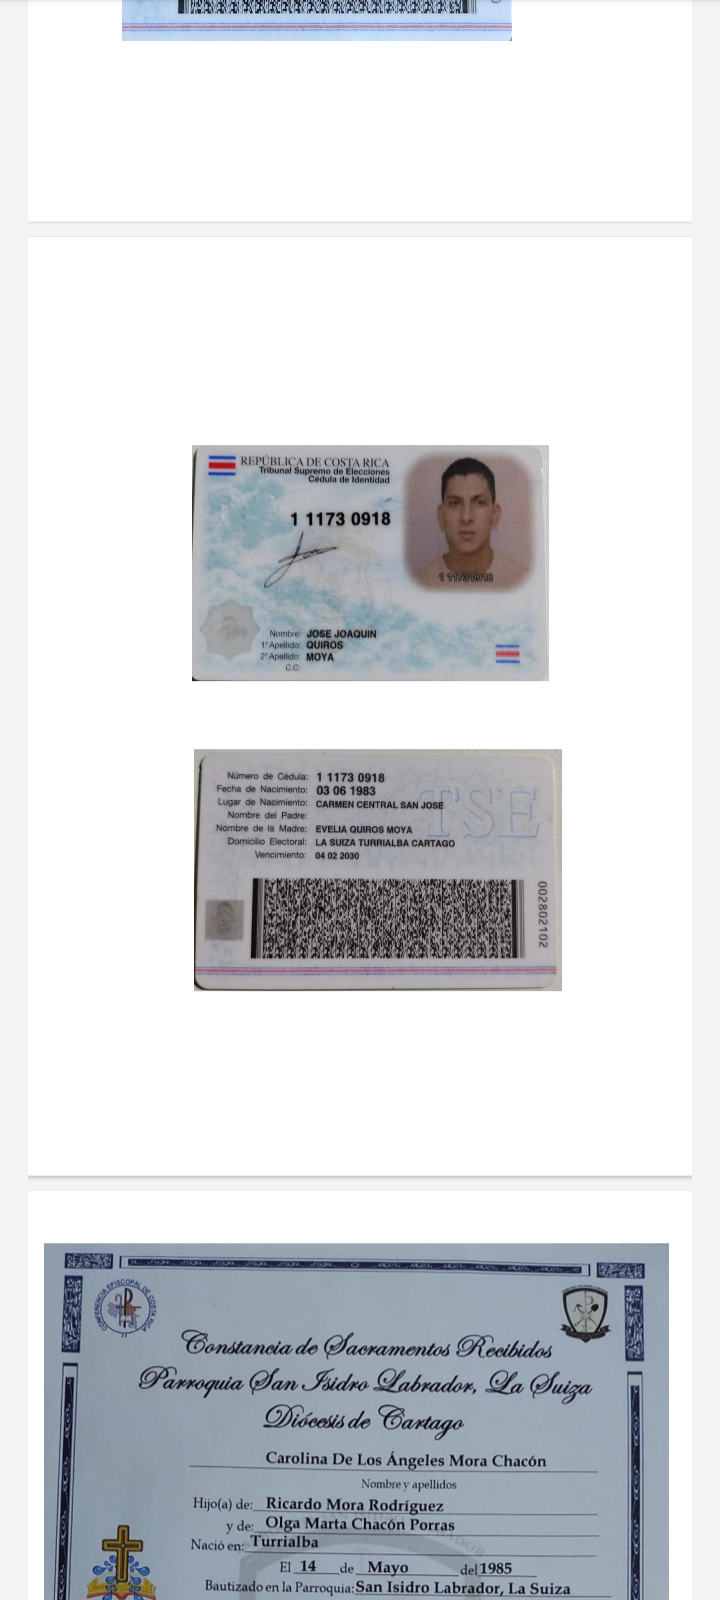 REPÚBLICA DE COSTA RICA
Tribunal Supremo de Elecciones
Cédula de Identidad
1 1173 0918
1 1173 0918
Nombre: JOSE JOAQUIN
1° Apellido: QUIROS
2° Apellido: MOYA
C.C:
Número de Cédula: 1 1173 0918
Fecha de Nacimiento: 03 06 1983
Lugar de Nacimiento: CARMEN CENTRAL SAN JOSE
Nombre del Padre:
Nombre de la Madre: EVELIA QUIROS MOYA
Domicilio Electoral: LA SUIZA TURRIALBA CARTAGO
Vencimiento: 04 02 2030
TSE
002802102
CONFERENCIA EPISCOPAL DE COSTA RICA
Constancia de Sacramentos Recibidos
Parroquia San Isidro Labrador, La Suiza
Diócesis de Cartago
Carolina De Los Ángeles Mora Chacón
Nombre y apellidos
Hijo(a) de: Ricardo Mora Rodríguez
y de: Olga Marta Chacón Porras
Nació en: Turrialba
El 14 de Mayo del 1985
Bautizado en la Parroquia: San Isidro Labrador, La Suiza